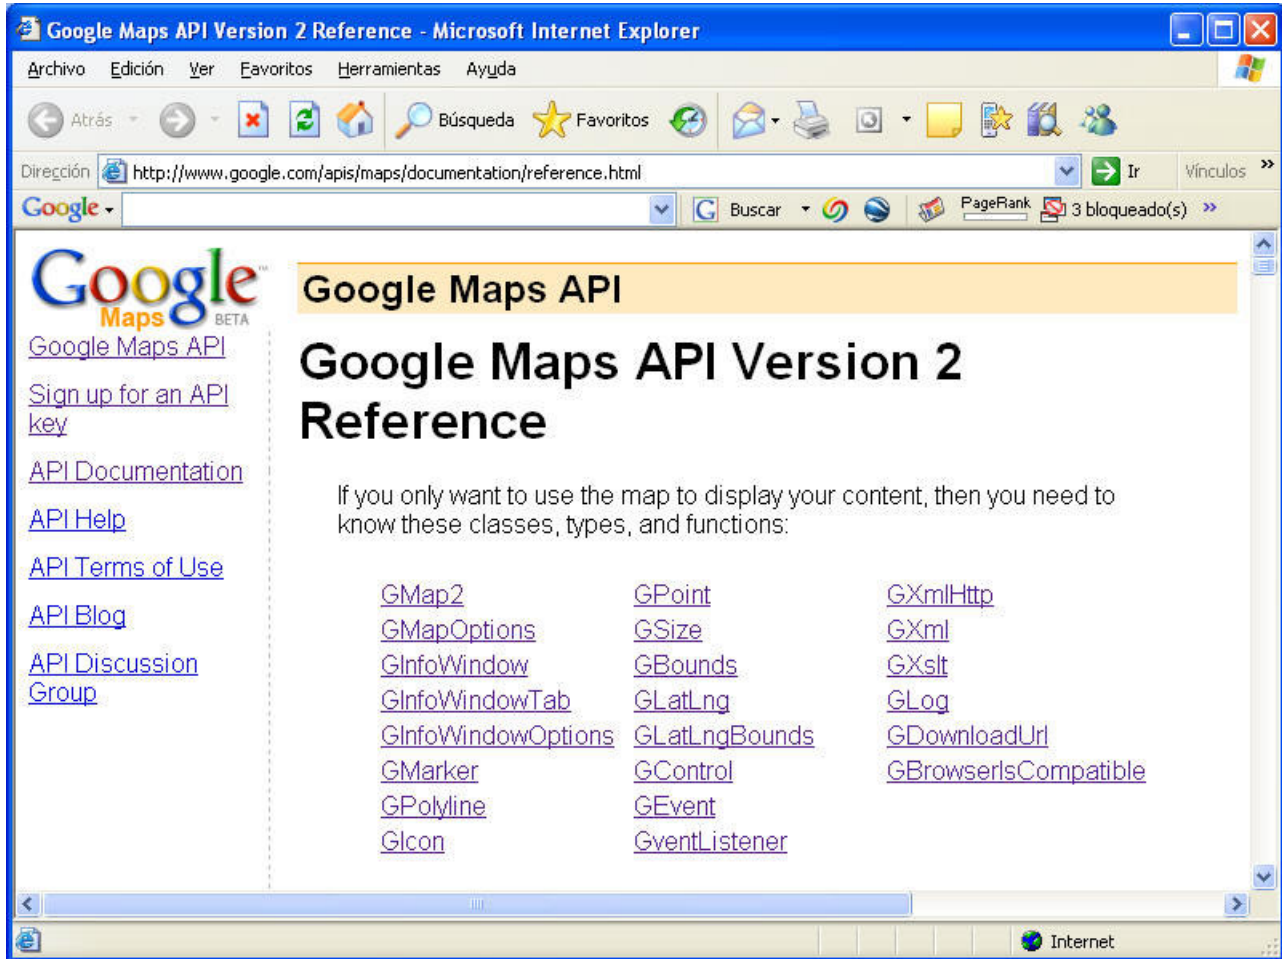 Google Maps API Version 2 Reference - Microsoft Internet Explorer
Archivo Edición Ver Favoritos Herramientas Ayuda
Atrás Búsqueda Favoritos
Dirección http://www.google.com/apis/maps/documentation/reference.html Ir Vínculos »
Google G Buscar PageRank 3 bloqueado(s) »
Google™
Maps BETA
Google Maps API
Sign up for an API
key
API Documentation
API Help
API Terms of Use
API Blog
API Discussion
Group
Google Maps API
Google Maps API Version 2
Reference
If you only want to use the map to display your content, then you need to
know these classes, types, and functions:
GMap2 GPoint GXmlHttp
GMapOptions GSize GXml
GInfoWindow GBounds GXslt
GInfoWindowTab GLatLng GLog
GInfoWindowOptions GLatLngBounds GDownloadUrl
GMarker GControl GBrowserIsCompatible
GPolyline GEvent
GIcon GventListener
Internet